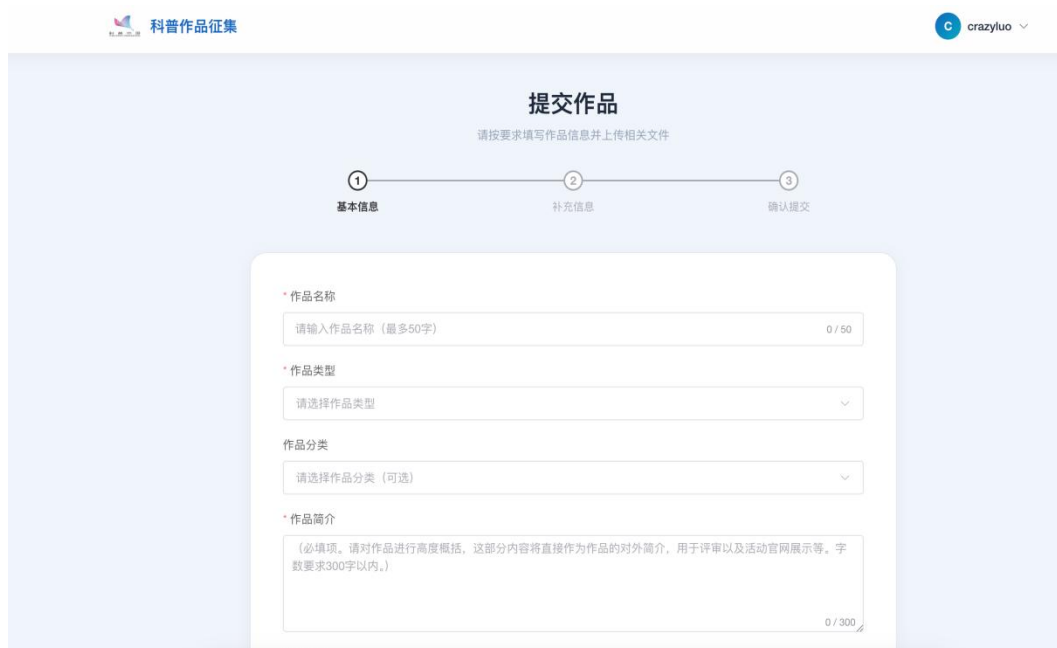 科普作品征集
C crazyluo
提交作品
请按要求填写作品信息并上传相关文件
1 2 3
基本信息 补充信息 确认提交
* 作品名称
请输入作品名称（最多50字） 0 / 50
* 作品类型
请选择作品类型
作品分类
请选择作品分类（可选）
* 作品简介
（必填项。请对作品进行高度概括，这部分内容将直接作为作品的对外简介，用于评审以及活动官网展示等。字
数要求300字以内。）
0 / 300